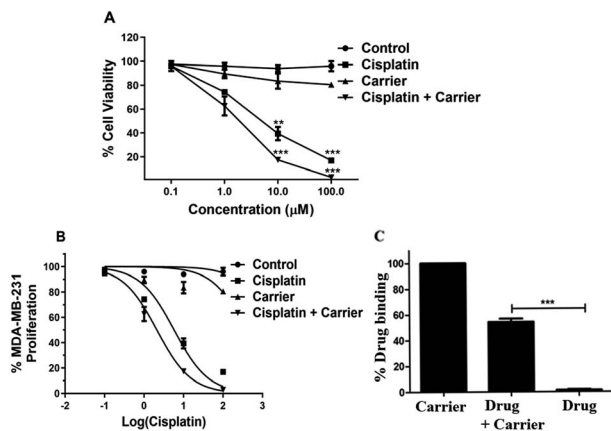 A
% Cell Viability
100
80
60
40
20
0.1
1.0
10.0
100.0
Concentration (µM)
Control
Cisplatin
Carrier
Cisplatin + Carrier
**
***
***
***
B
% MDA-MB-231
Proliferation
100
80
60
40
20
0
-2
-1
0
1
2
3
Log(Cisplatin)
Control
Cisplatin
Carrier
Cisplatin + Carrier
C
% Drug binding
100
80
60
40
20
0
***
Carrier
Drug
+ Carrier
Drug